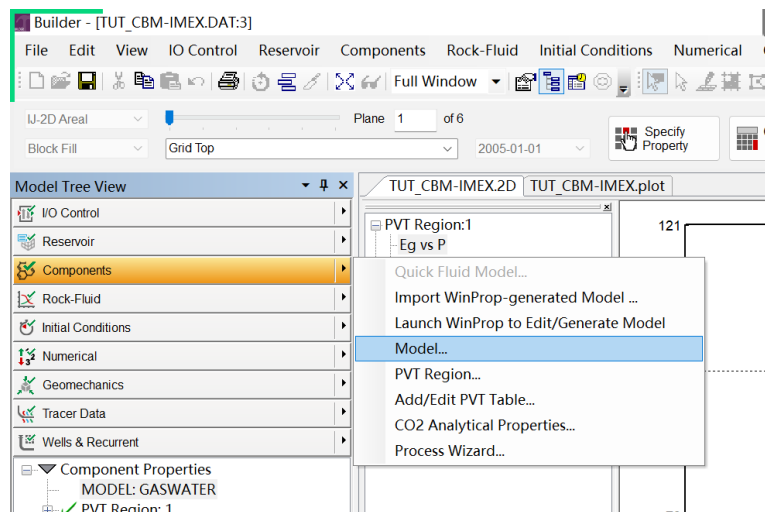 Builder - [TUT_CBM-IMEX.DAT:3]
File Edit View IO Control Reservoir Components Rock-Fluid Initial Conditions Numerical
Full Window
IJ-2D Areal Plane 1 of 6
Block Fill Grid Top 2005-01-01 Specify Property
Model Tree View
TUT_CBM-IMEX.2D TUT_CBM-IMEX.plot
I/O Control
Reservoir
Components
Rock-Fluid
Initial Conditions
Numerical
Geomechanics
Tracer Data
Wells & Recurrent
Component Properties
MODEL: GASWATER
PVT Region: 1
PVT Region:1
Eg vs P
121
Quick Fluid Model...
Import WinProp-generated Model ...
Launch WinProp to Edit/Generate Model
Model...
PVT Region...
Add/Edit PVT Table...
CO2 Analytical Properties...
Process Wizard...